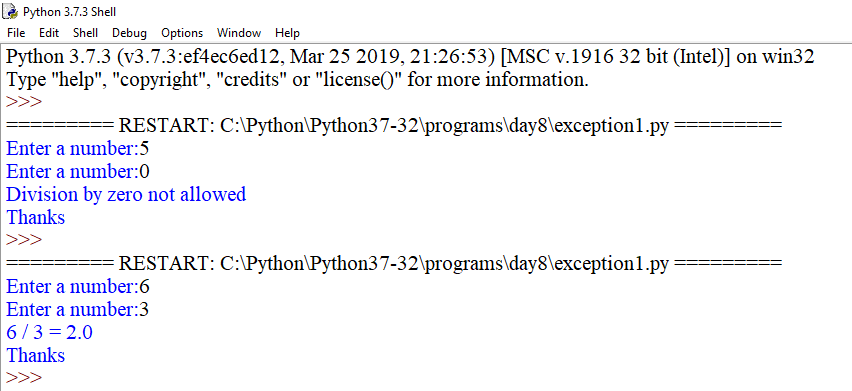 Python 3.7.3 Shell
File Edit Shell Debug Options Window Help
Python 3.7.3 (v3.7.3:ef4ec6ed12, Mar 25 2019, 21:26:53) [MSC v.1916 32 bit (Intel)] on win32
Type "help", "copyright", "credits" or "license()" for more information.
>>>
========= RESTART: C:\Python\Python37-32\programs\day8\exception1.py =========
Enter a number:5
Enter a number:0
Division by zero not allowed
Thanks
>>>
========= RESTART: C:\Python\Python37-32\programs\day8\exception1.py =========
Enter a number:6
Enter a number:3
6 / 3 = 2.0
Thanks
>>>